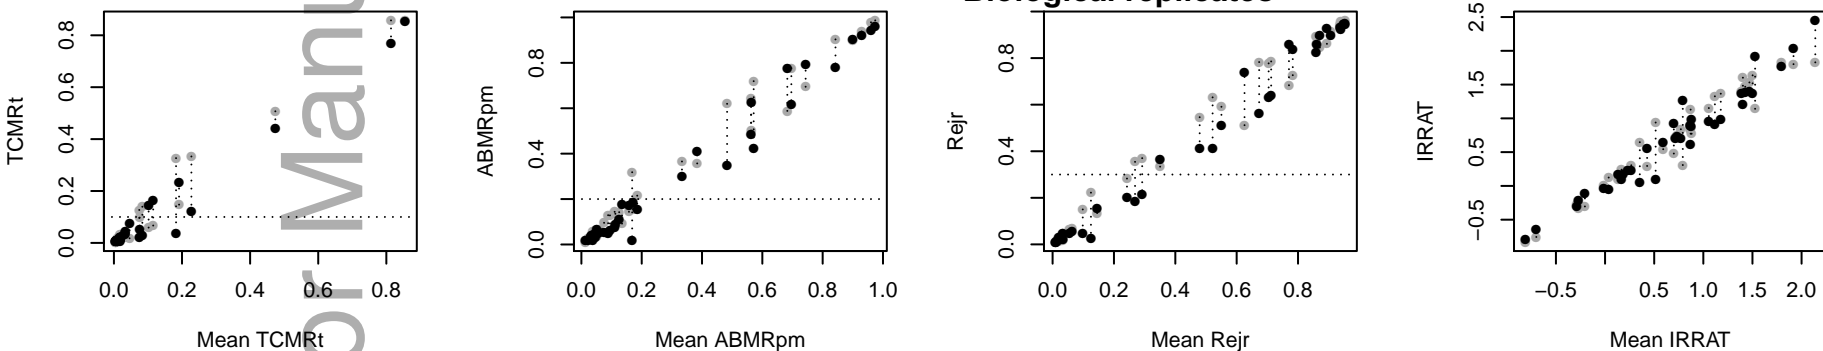 Biological replicates
TCMRt
0.0 0.2 0.4 0.6 0.8
0.0 0.2 0.4 0.6 0.8
Mean TCMRt
ABMRpm
0.0 0.4 0.8
0.0 0.2 0.4 0.6 0.8 1.0
Mean ABMRpm
Rejr
0.0 0.4 0.8
0.0 0.2 0.4 0.6 0.8
Mean Rejr
IRRAT
−0.5 0.5 1.5 2.5
−0.5 0.5 1.0 1.5 2.0
Mean IRRAT
or Manu